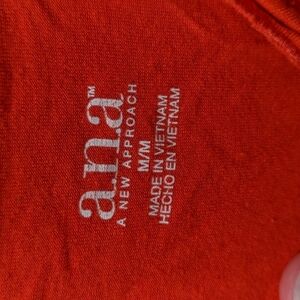 a.n.a™
A NEW APPROACH
M/M
MADE IN VIETNAM
HECHO EN VIETNAM